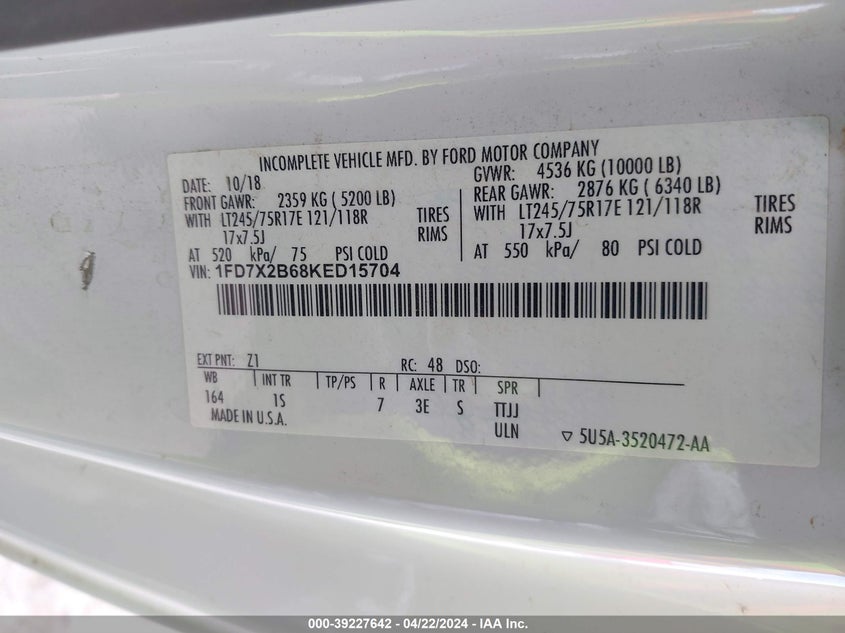 INCOMPLETE VEHICLE MFD. BY FORD MOTOR COMPANY
DATE: 10/18
GVWR: 4536 KG (10000 LB)
FRONT GAWR: 2359 KG ( 5200 LB)
REAR GAWR: 2876 KG ( 6340 LB)
WITH LT245/75R17E 121/118R TIRES
WITH LT245/75R17E 121/118R TIRES
17x7.5J RIMS
17x7.5J RIMS
AT 520 kPa/ 75 PSI COLD
AT 550 kPa/ 80 PSI COLD
VIN: 1FD7X2B68KED15704
EXT PNT: Z1 RC: 48 DSO:
WB INT TR TP/PS R AXLE TR SPR
164 1S 7 3E S TTJJ
MADE IN U.S.A. ULN
▽ 5U5A-3520472-AA
000-39227642 - 04/22/2024 - IAA Inc.